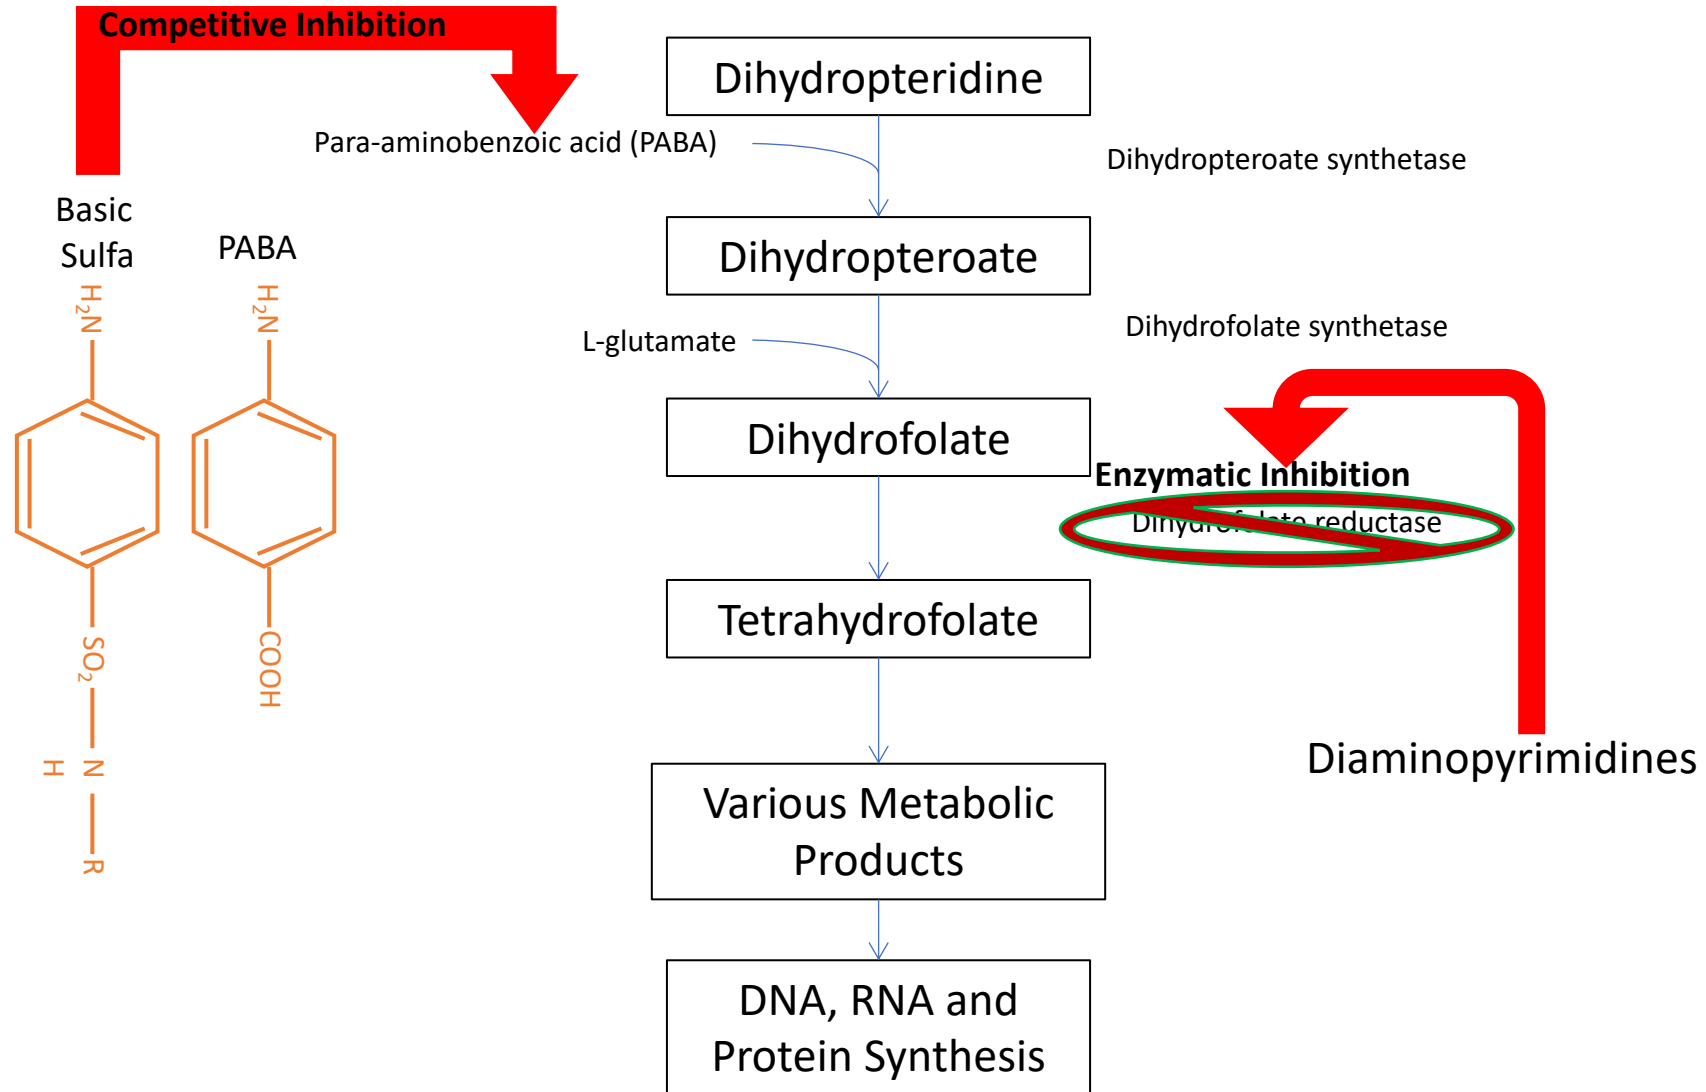 Competitive Inhibition
Dihydropteridine
Para-aminobenzoic acid (PABA)
Dihydropteroate synthetase
Basic
Sulfa
PABA
Dihydropteroate
H₂N
H₂N
L-glutamate
Dihydrofolate synthetase
Dihydrofolate
Enzymatic Inhibition
Dihydrofolate reductase
Tetrahydrofolate
SO₂
COOH
N
H
R
Diaminopyrimidines
Various Metabolic
Products
DNA, RNA and
Protein Synthesis